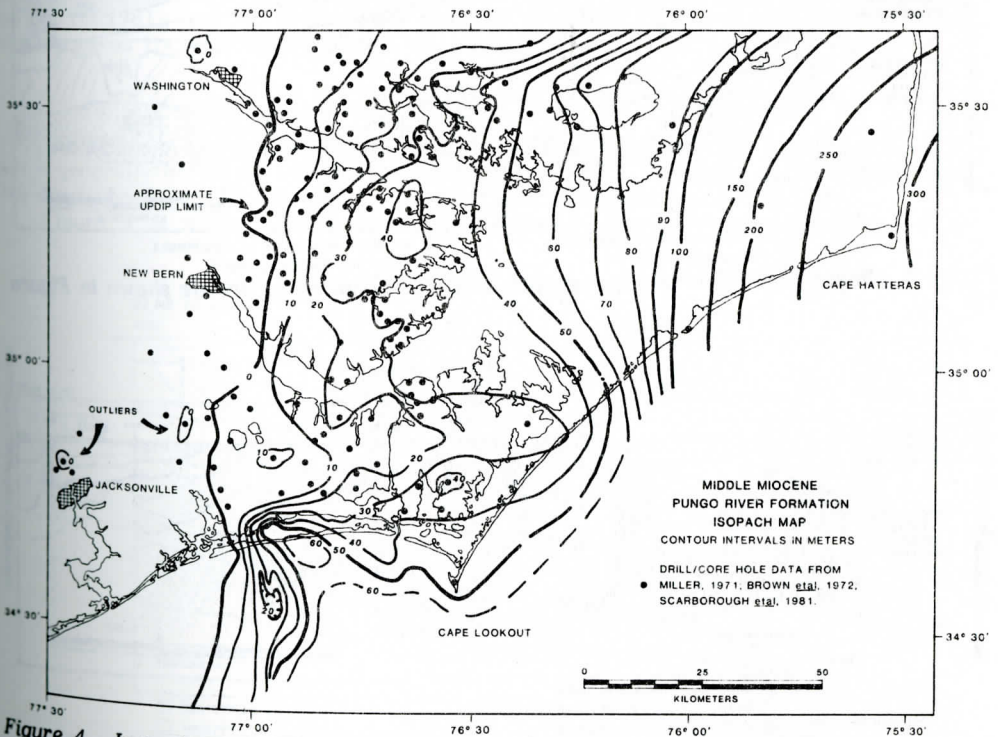 77° 30'
77° 00'
76° 30'
76° 00'
75° 30'
WASHINGTON
0
35° 30'
35° 30'
250
APPROXIMATE
UPDIP LIMIT
150
300
90
200
40
60
80
100
30
NEW BERN
CAPE HATTERAS
10
20
40
70
50
35° 00'
35° 00'
0
OUTLIERS
10
20
0
10
40
JACKSONVILLE
30
MIDDLE MIOCENE
PUNGO RIVER FORMATION
ISOPACH MAP
CONTOUR INTERVALS IN METERS
60
50
40
DRILL/CORE HOLE DATA FROM
MILLER, 1971, BROWN etal, 1972,
SCARBOROUGH etal, 1981.
60
20
34° 30'
34° 30'
CAPE LOOKOUT
0
25
50
KILOMETERS
77° 30'
77° 00'
76° 30'
76° 00'
75° 30'
Figure 4.